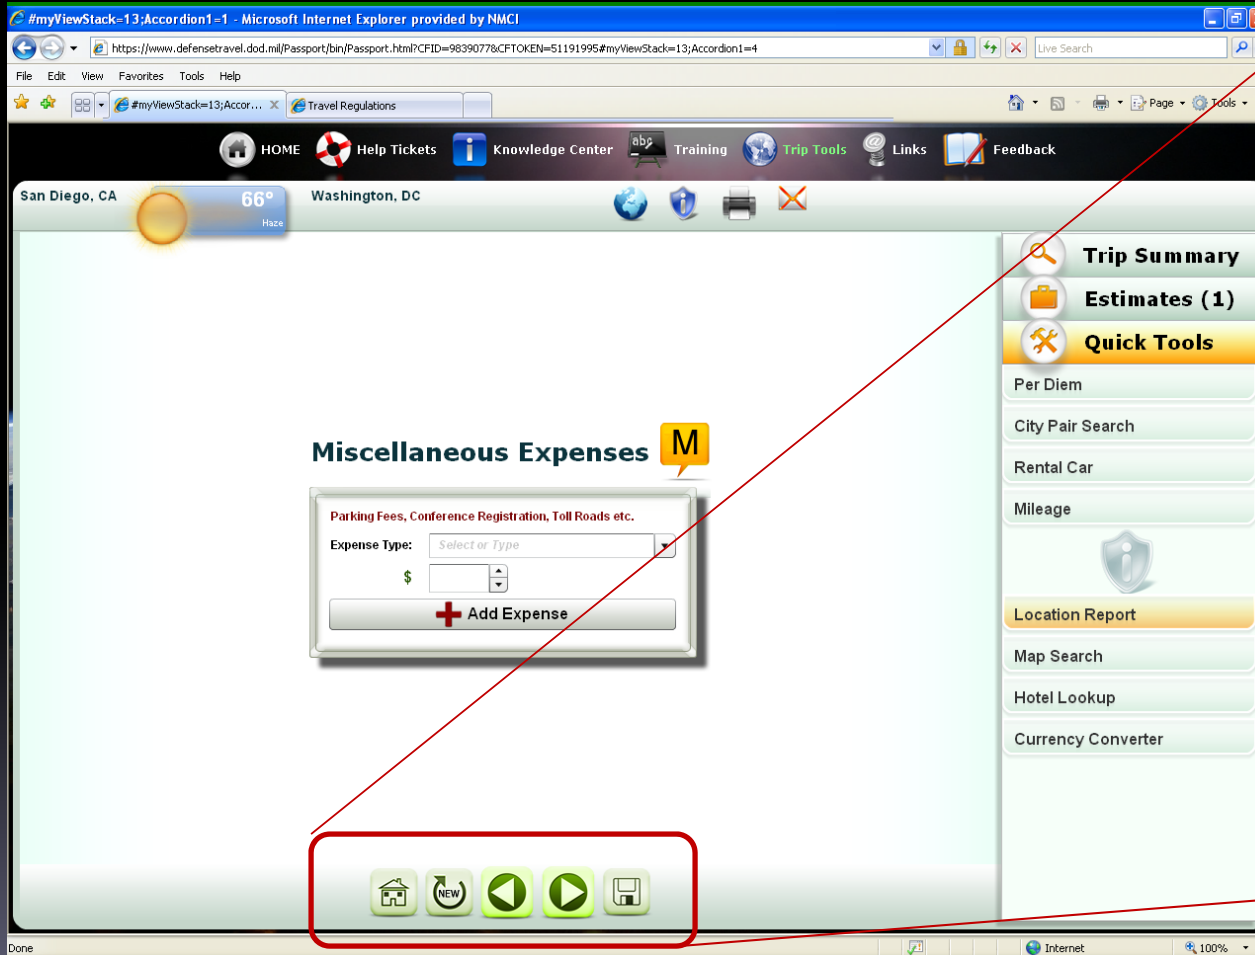 #myViewStack=13;Accordion1=1 - Microsoft Internet Explorer provided by NMCI
https://www.defensetravel.dod.mil/Passport/bin/Passport.html?CFID=9839077&CFTOKEN=51191995#myViewStack=13;Accordion1=4
Live Search
File Edit View Favorites Tools Help
#myViewStack=13;Accor... X Travel Regulations
Page Tools
HOME Help Tickets i Knowledge Center abc Training Trip Tools @ Links Feedback
San Diego, CA 66° Washington, DC
Haze
Trip Summary
Estimates (1)
Quick Tools
Per Diem
City Pair Search
Rental Car
Mileage
Location Report
Map Search
Hotel Lookup
Currency Converter
Miscellaneous Expenses M
Parking Fees, Conference Registration, Toll Roads etc.
Expense Type: Select or Type
$
Add Expense
NEW
Done Internet 100%